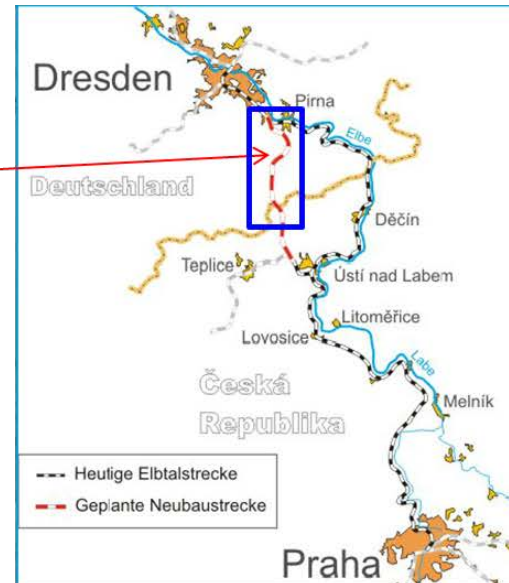 Dresden
Pirna
Elbe
Deutschland
Děčín
Teplice
Ústí nad Labem
Litoměřice
Lovosice
Labe
Česká
Republika
Melník
Heutige Elbtalstrecke
Geplante Neubaustrecke
Praha